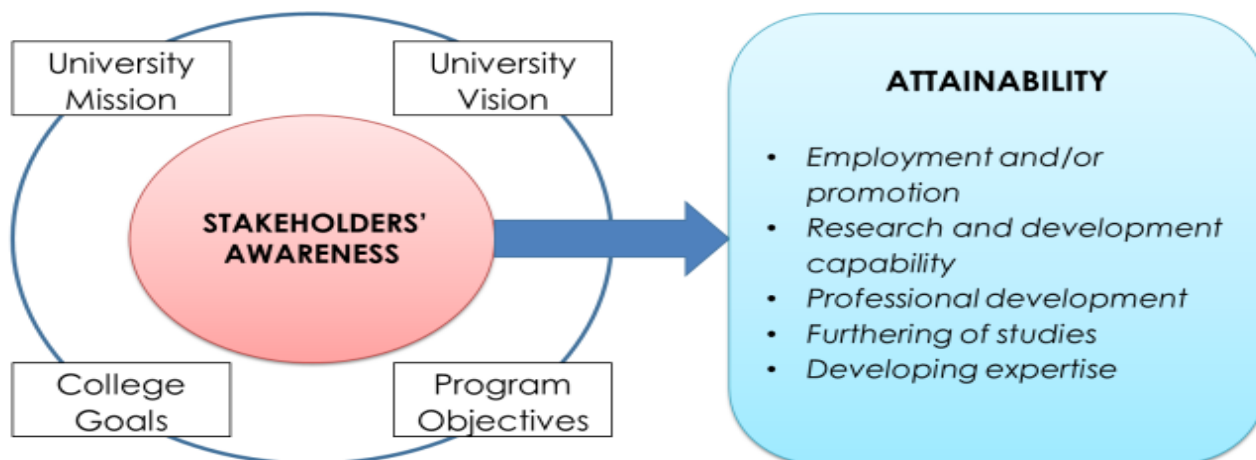 University
Mission
University
Vision
STAKEHOLDERS’
AWARENESS
College
Goals
Program
Objectives
ATTAINABILITY
• Employment and/or
promotion
• Research and development
capability
• Professional development
• Furthering of studies
• Developing expertise